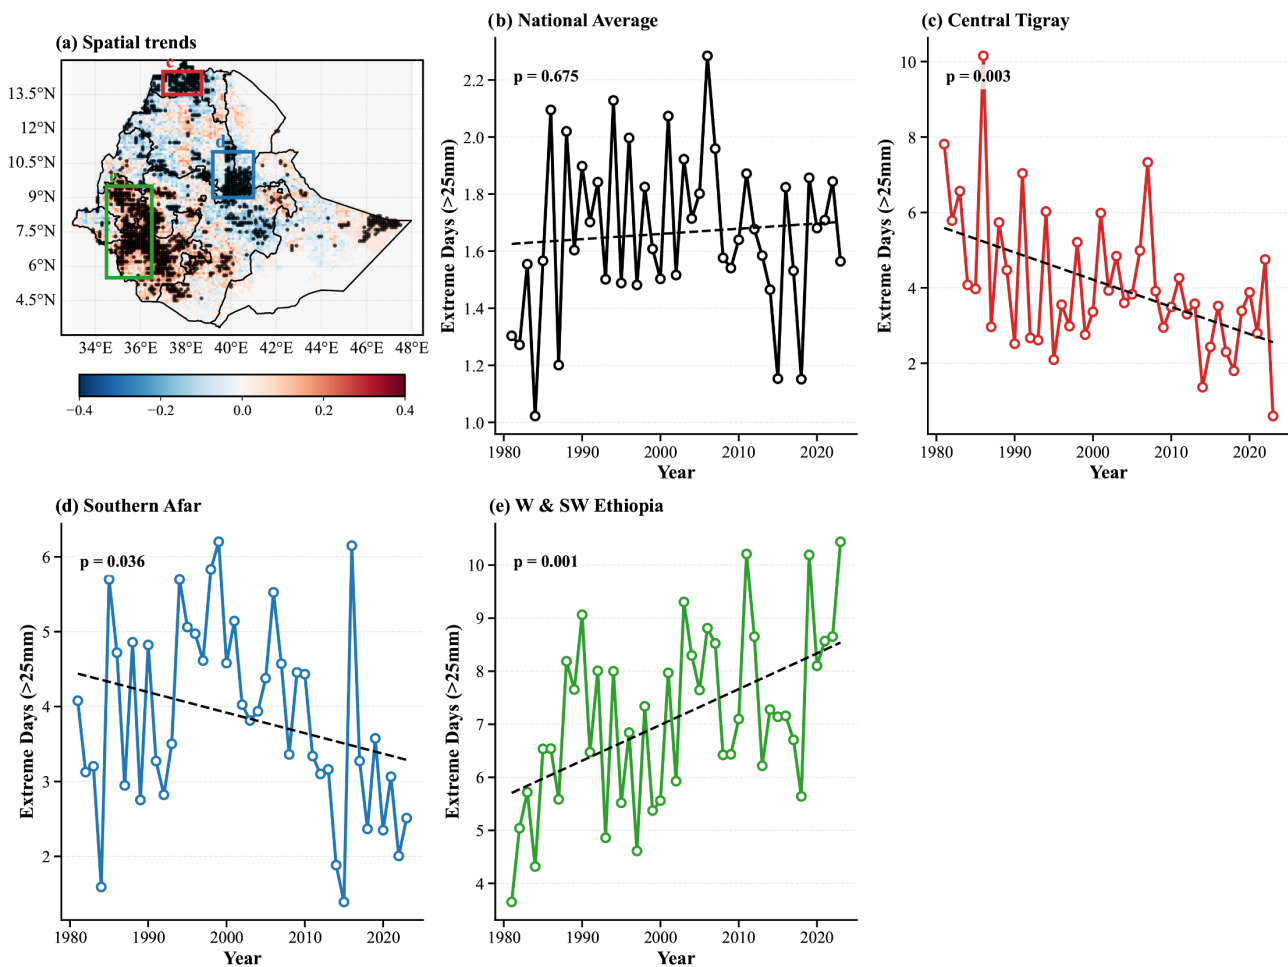 (a) Spatial trends
c
d
e
13.5°N
12°N
10.5°N
9°N
7.5°N
6°N
4.5°N
34°E 36°E 38°E 40°E 42°E 44°E 46°E 48°E
−0.4 −0.2 0.0 0.2 0.4
(b) National Average
p = 0.675
Extreme Days (>25mm)
2.2
2.0
1.8
1.6
1.4
1.2
1.0
1980 1990 2000 2010 2020
Year
(c) Central Tigray
p = 0.003
Extreme Days (>25mm)
10
8
6
4
2
1980 1990 2000 2010 2020
Year
(d) Southern Afar
p = 0.036
Extreme Days (>25mm)
6
5
4
3
2
1980 1990 2000 2010 2020
Year
(e) W & SW Ethiopia
p = 0.001
Extreme Days (>25mm)
10
9
8
7
6
5
4
1980 1990 2000 2010 2020
Year